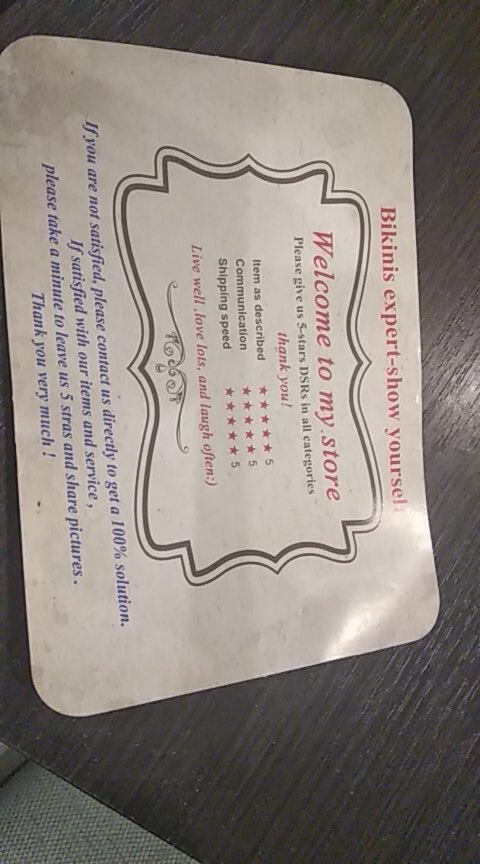 Bikinis expert-show yourself
Welcome to my store
Please give us 5-stars DSRs in all categories
thank you!
Item as described ★★★★★ 5
Communication ★★★★★ 5
Shipping speed ★★★★★ 5
Live well ,love lots, and laugh often:)
If you are not satisfied, please contact us directly to get a 100% solution.
If satisfied with our items and service ,
please take a minute to leave us 5 stras and share pictures .
Thank you very much !